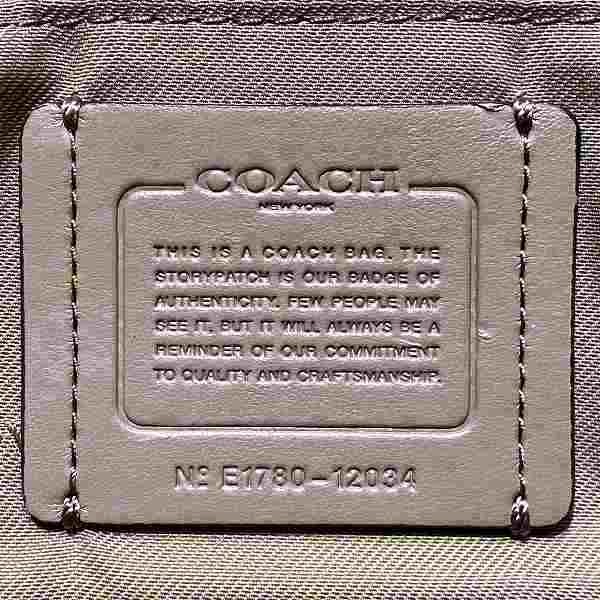 COACH
NEW YORK
THIS IS A COACH BAG. THE
STORYPATCH IS OUR BADGE OF
AUTHENTICITY. FEW PEOPLE MAY
SEE IT, BUT IT WILL ALWAYS BE A
REMINDER OF OUR COMMITMENT
TO QUALITY AND CRAFTSMANSHIP.
Nº E1780-12034